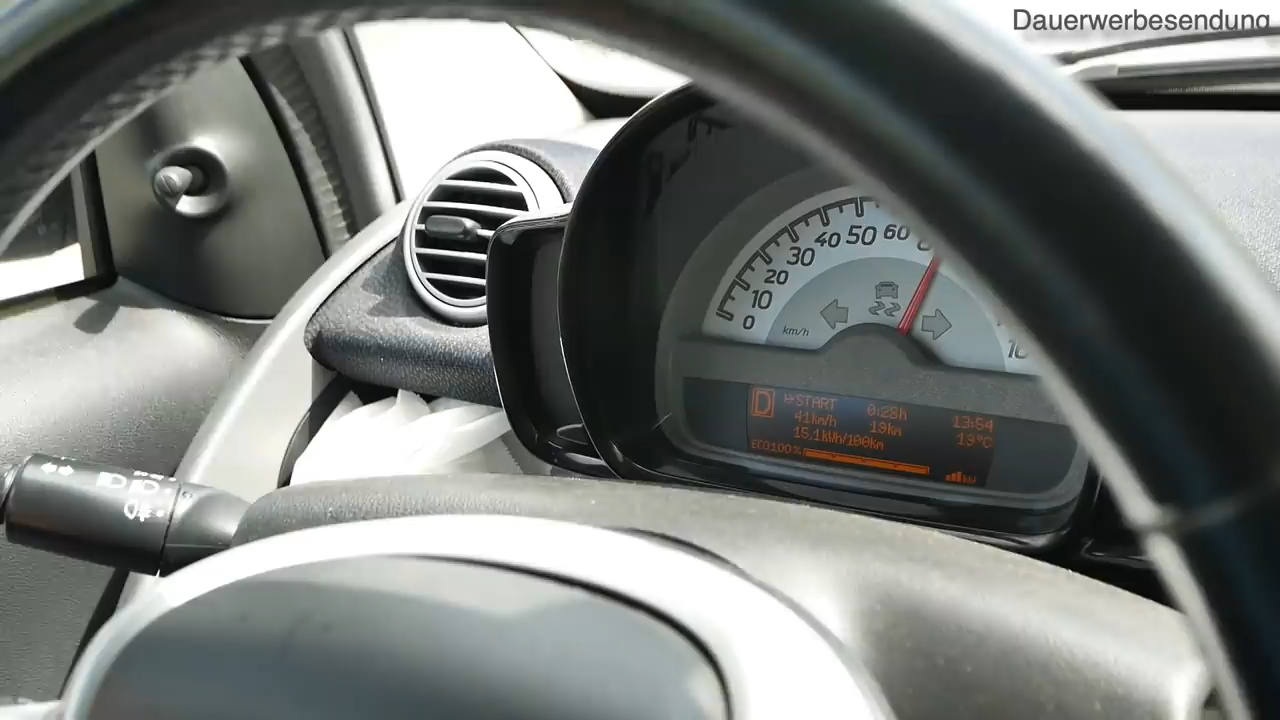 Dauerwerbesendung
0 10 20 30 40 50 60
km/h
D START 0:28h 13:54
41km/h 19km 19°C
15.1kWh/100km
ECO100%